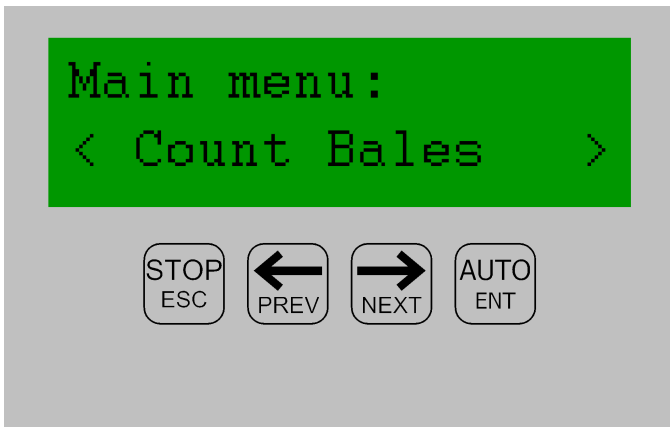 Main menu:
< Count Bales >
STOP PREV NEXT AUTO
ESC ENT